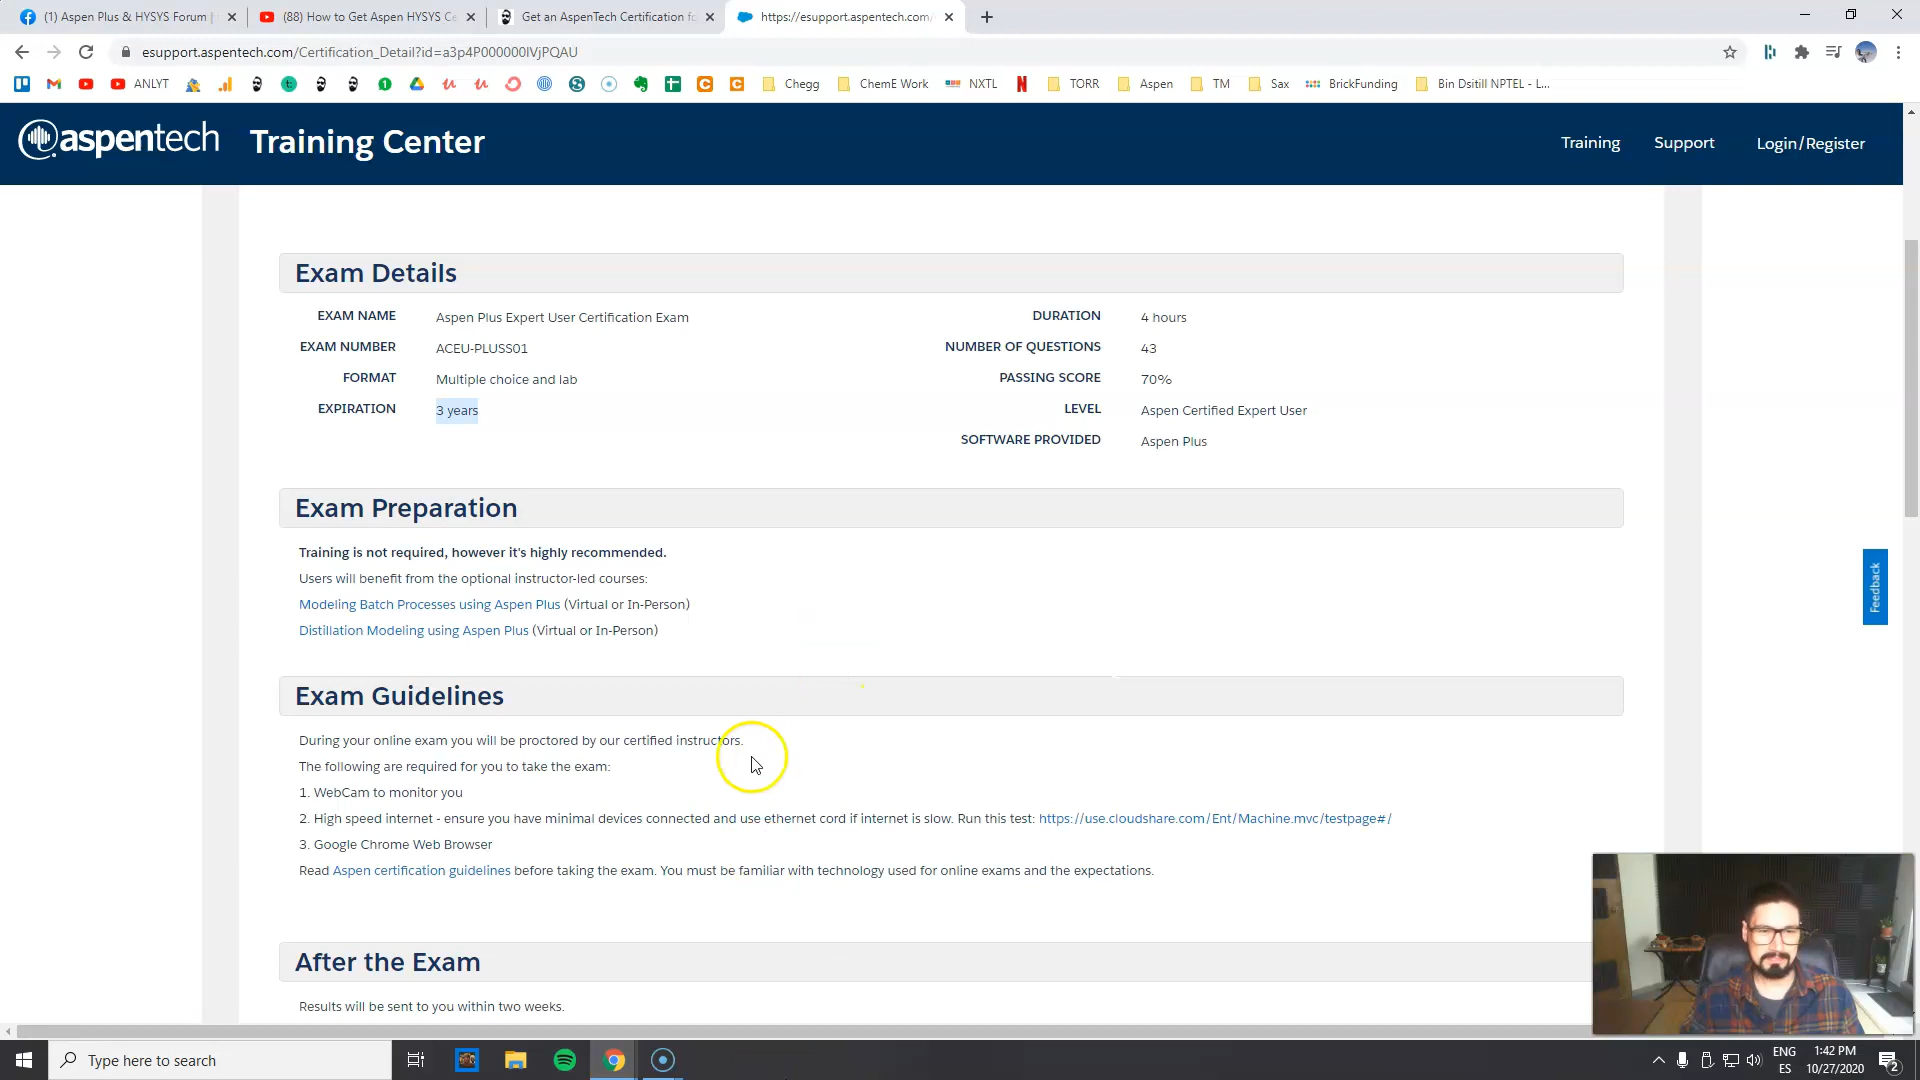 (1) Aspen Plus & HYSYS Forum
(88) How to Get Aspen HYSYS Ce
Get an AspenTech Certification fo
https://esupport.aspentech.com/
esupport.aspentech.com/Certification_Detail?id=a3p4P000000IVjPQAU
ANLYT
Chegg
ChemE Work
NXTL
TORR
Aspen
TM
Sax
BrickFunding
Bin Dsitill NPTEL - L...
aspentech
Training Center
Training
Support
Login/Register
Exam Details
EXAM NAME Aspen Plus Expert User Certification Exam
DURATION 4 hours
EXAM NUMBER ACEU-PLUSS01
NUMBER OF QUESTIONS 43
FORMAT Multiple choice and lab
PASSING SCORE 70%
EXPIRATION 3 years
LEVEL Aspen Certified Expert User
SOFTWARE PROVIDED Aspen Plus
Exam Preparation
Training is not required, however it's highly recommended.
Users will benefit from the optional instructor-led courses:
Modeling Batch Processes using Aspen Plus (Virtual or In-Person)
Distillation Modeling using Aspen Plus (Virtual or In-Person)
Feedback
Exam Guidelines
During your online exam you will be proctored by our certified instructors.
The following are required for you to take the exam:
1. WebCam to monitor you
2. High speed internet - ensure you have minimal devices connected and use ethernet cord if internet is slow. Run this test: https://use.cloudshare.com/Ent/Machine.mvc/testpage#/
3. Google Chrome Web Browser
Read Aspen certification guidelines before taking the exam. You must be familiar with technology used for online exams and the expectations.
After the Exam
Results will be sent to you within two weeks.
Type here to search
ENG
ES
1:42 PM
10/27/2020
2